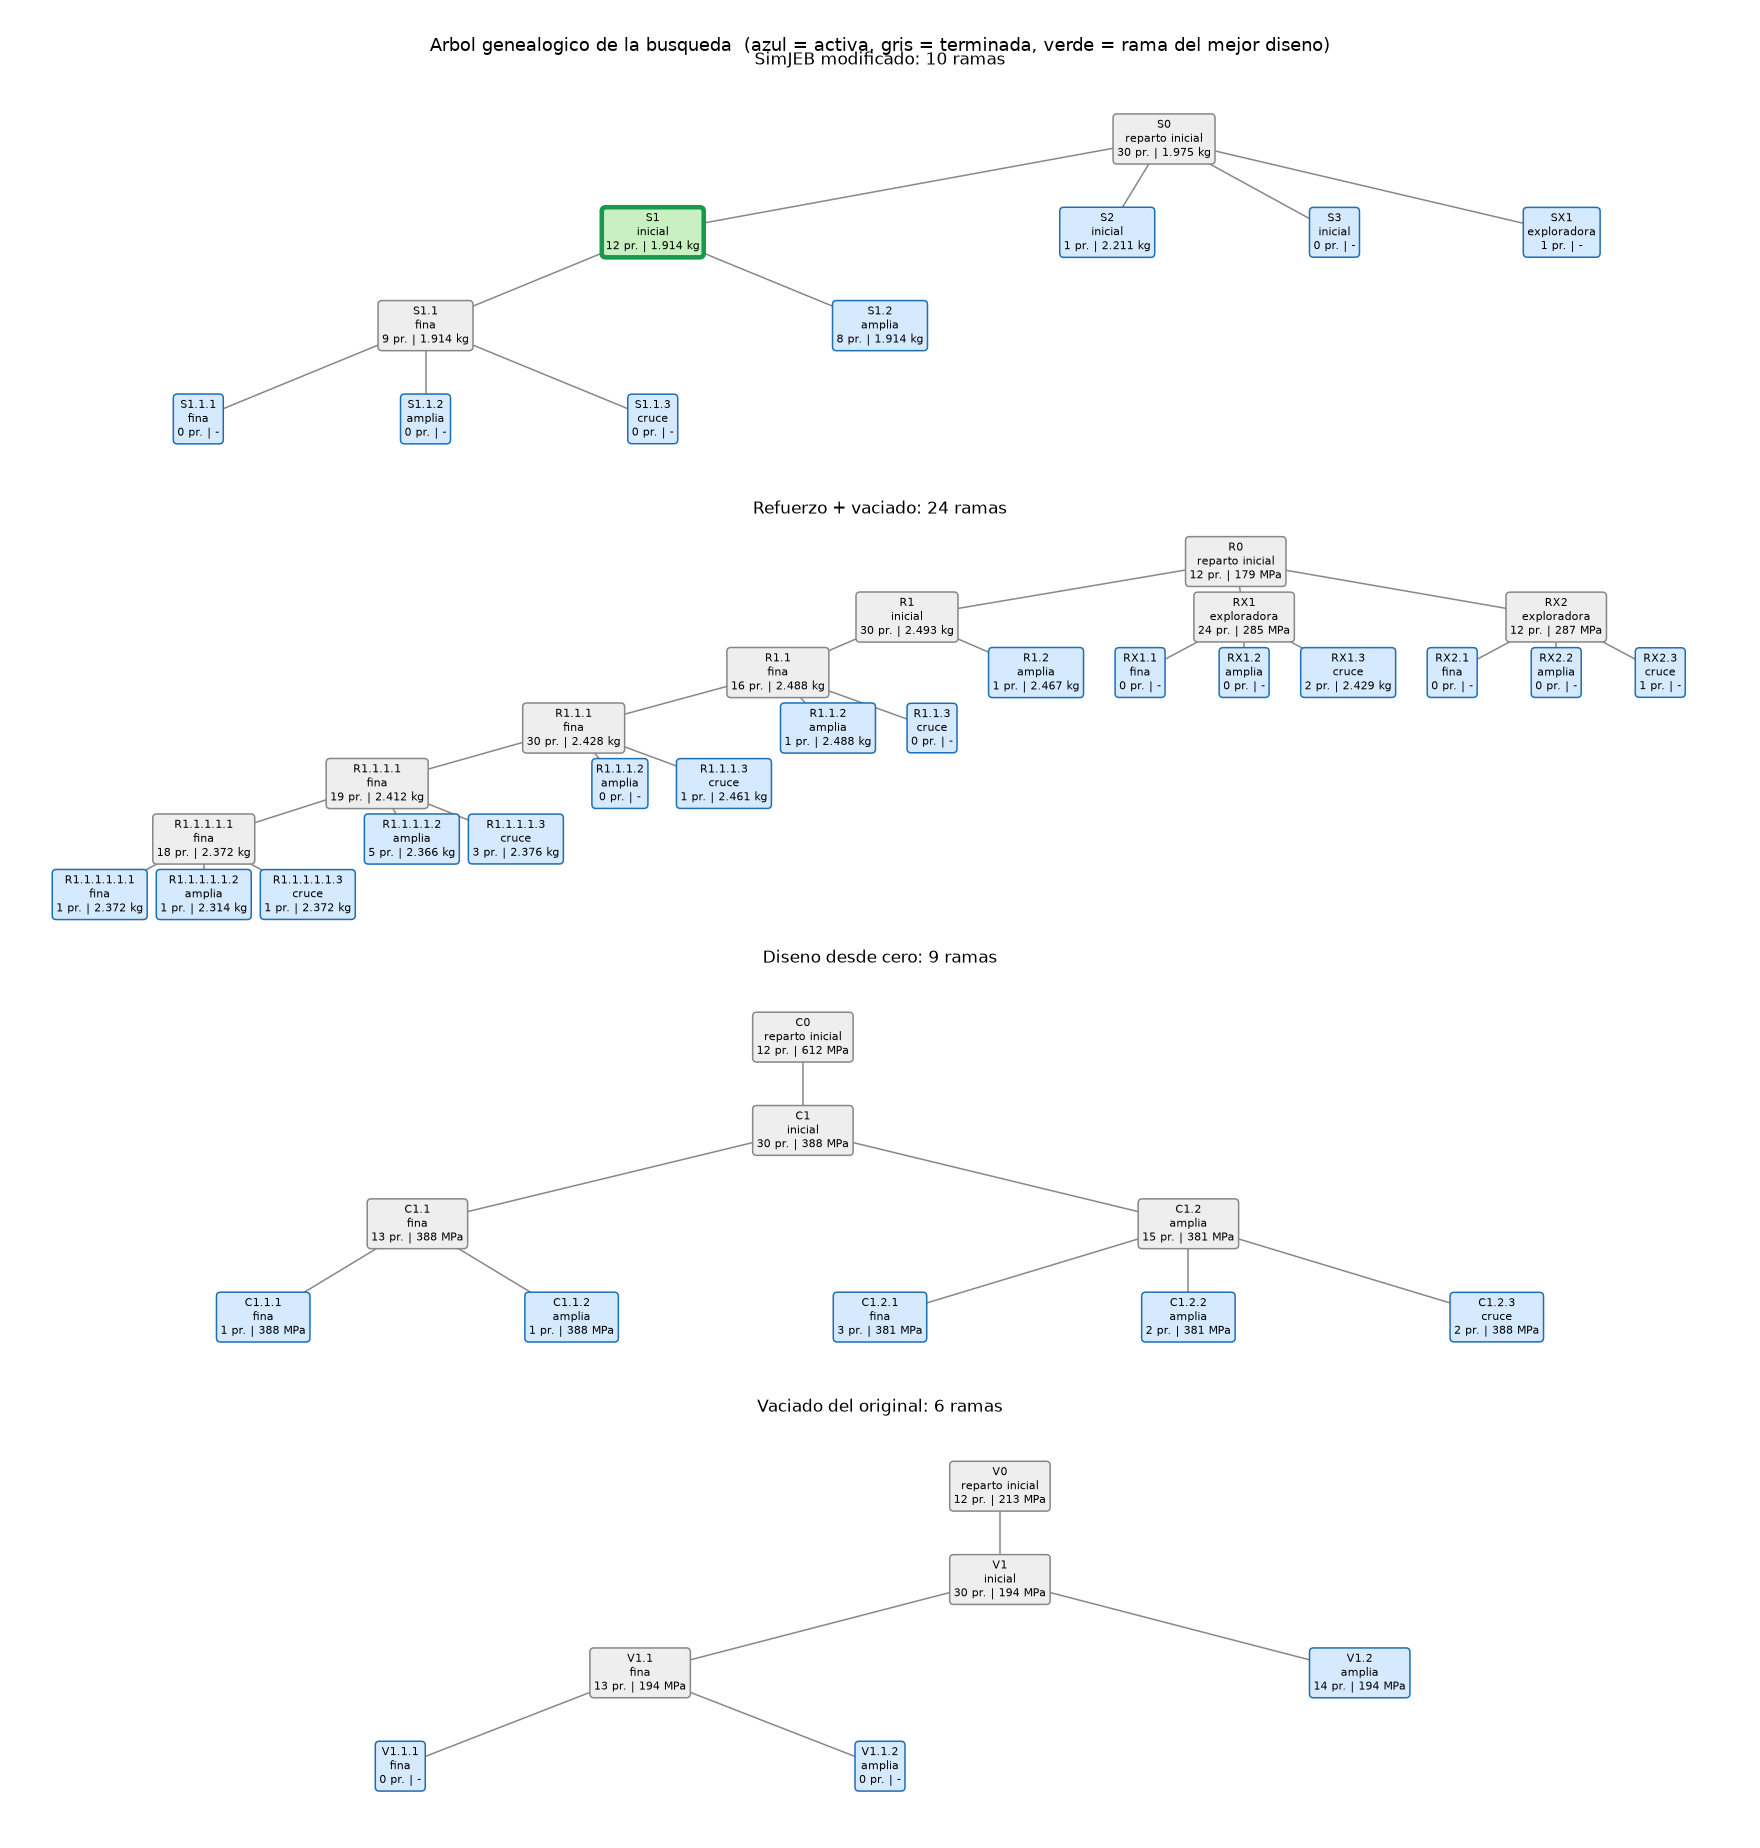 Arbol genealogico de la busqueda  (azul = activa, gris = terminada, verde = rama del mejor diseno)
SimJEB modificado: 10 ramas
S0
reparto inicial
30 pr. | 1.975 kg
S1
inicial
12 pr. | 1.914 kg
S2
inicial
1 pr. | 2.211 kg
S3
inicial
0 pr. | -
SX1
exploradora
1 pr. | -
S1.1
fina
9 pr. | 1.914 kg
S1.2
amplia
8 pr. | 1.914 kg
S1.1.1
fina
0 pr. | -
S1.1.2
amplia
0 pr. | -
S1.1.3
cruce
0 pr. | -
Refuerzo + vaciado: 24 ramas
R0
reparto inicial
12 pr. | 179 MPa
R1
inicial
30 pr. | 2.493 kg
RX1
exploradora
24 pr. | 285 MPa
RX2
exploradora
12 pr. | 287 MPa
R1.1
fina
16 pr. | 2.488 kg
R1.2
amplia
1 pr. | 2.467 kg
RX1.1
fina
0 pr. | -
RX1.2
amplia
0 pr. | -
RX1.3
cruce
2 pr. | 2.429 kg
RX2.1
fina
0 pr. | -
RX2.2
amplia
0 pr. | -
RX2.3
cruce
1 pr. | -
R1.1.1
fina
30 pr. | 2.428 kg
R1.1.2
amplia
1 pr. | 2.488 kg
R1.1.3
cruce
0 pr. | -
R1.1.1.1
fina
19 pr. | 2.412 kg
R1.1.1.2
amplia
0 pr. | -
R1.1.1.3
cruce
1 pr. | 2.461 kg
R1.1.1.1.1
fina
18 pr. | 2.372 kg
R1.1.1.1.2
amplia
5 pr. | 2.366 kg
R1.1.1.1.3
cruce
3 pr. | 2.376 kg
R1.1.1.1.1.1
fina
1 pr. | 2.372 kg
R1.1.1.1.1.2
amplia
1 pr. | 2.314 kg
R1.1.1.1.1.3
cruce
1 pr. | 2.372 kg
Diseno desde cero: 9 ramas
C0
reparto inicial
12 pr. | 612 MPa
C1
inicial
30 pr. | 388 MPa
C1.1
fina
13 pr. | 388 MPa
C1.2
amplia
15 pr. | 381 MPa
C1.1.1
fina
1 pr. | 388 MPa
C1.1.2
amplia
1 pr. | 388 MPa
C1.2.1
fina
3 pr. | 381 MPa
C1.2.2
amplia
2 pr. | 381 MPa
C1.2.3
cruce
2 pr. | 388 MPa
Vaciado del original: 6 ramas
V0
reparto inicial
12 pr. | 213 MPa
V1
inicial
30 pr. | 194 MPa
V1.1
fina
13 pr. | 194 MPa
V1.2
amplia
14 pr. | 194 MPa
V1.1.1
fina
0 pr. | -
V1.1.2
amplia
0 pr. | -